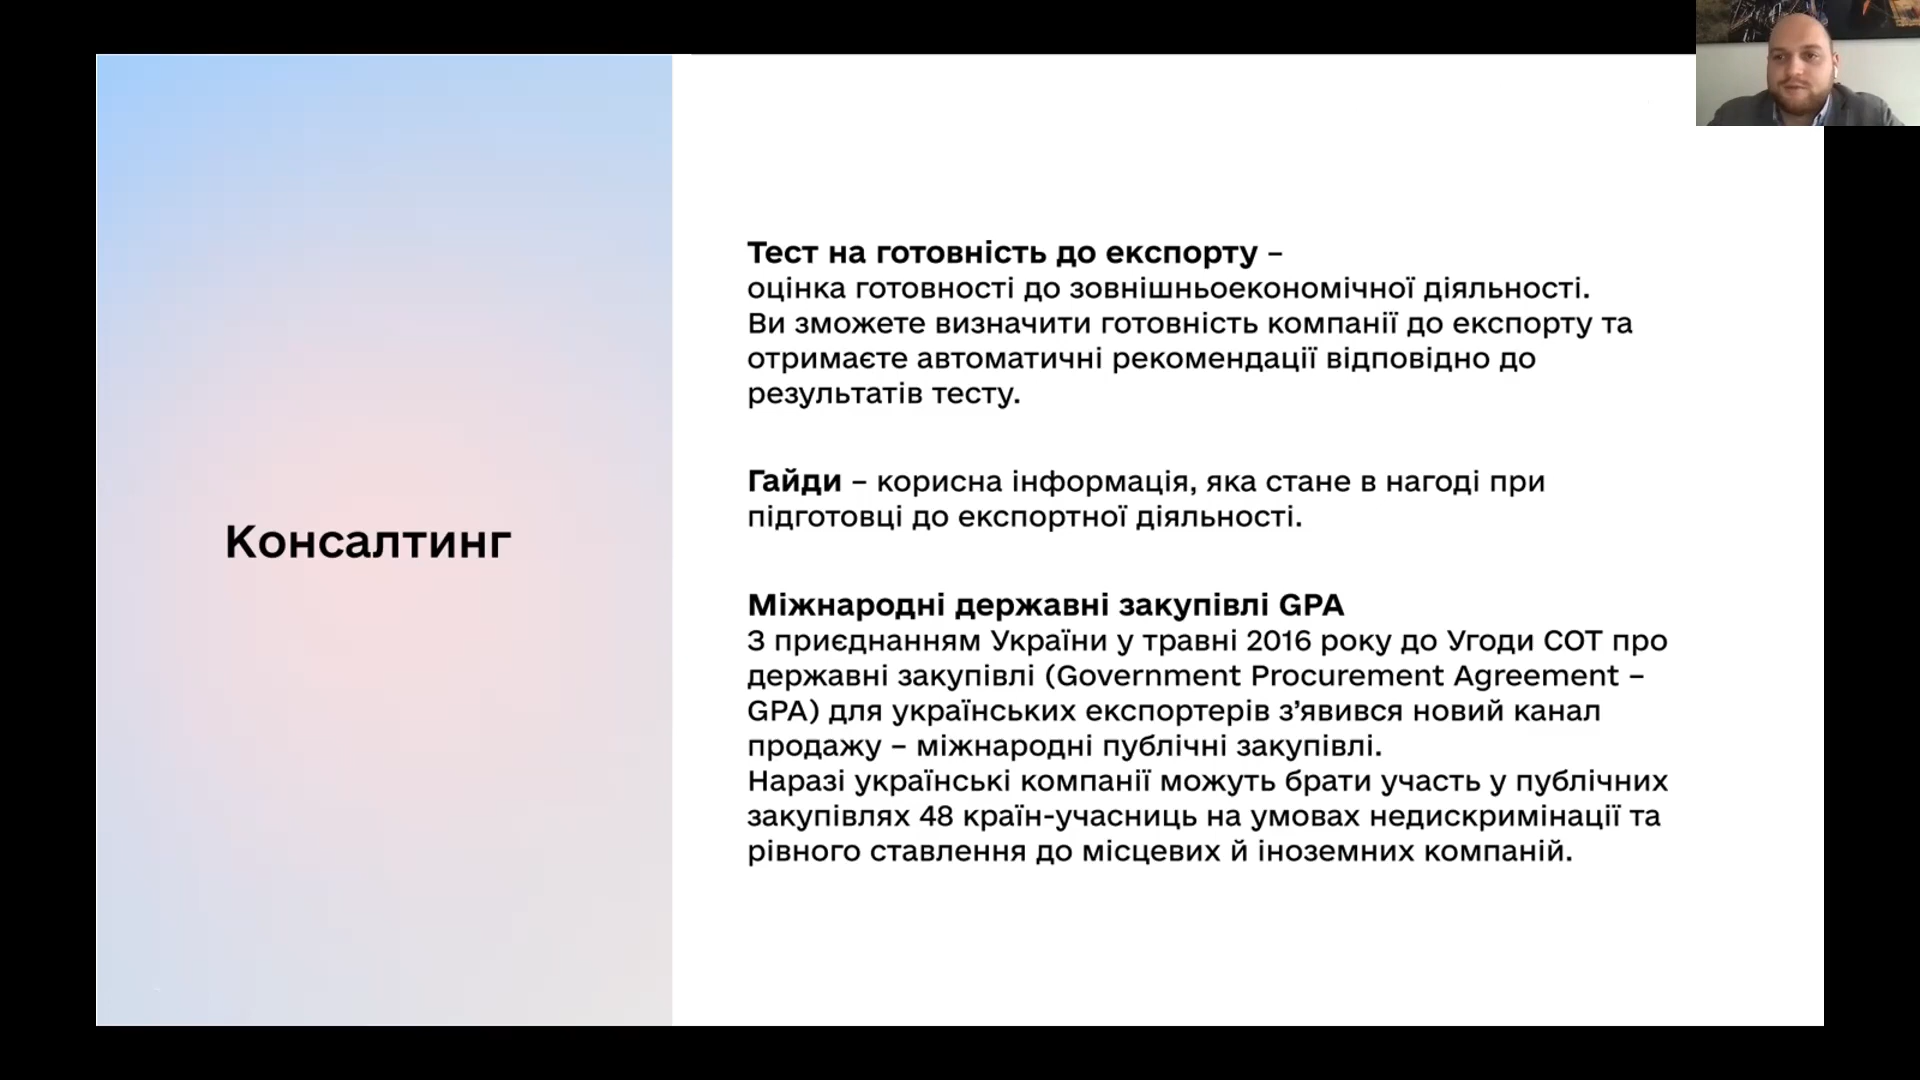 Консалтинг
Тест на готовність до експорту –
оцінка готовності до зовнішньоекономічної діяльності.
Ви зможете визначити готовність компанії до експорту та
отримаєте автоматичні рекомендації відповідно до
результатів тесту.
Гайди – корисна інформація, яка стане в нагоді при
підготовці до експортної діяльності.
Міжнародні державні закупівлі GPA
З приєднанням України у травні 2016 року до Угоди СОТ про
державні закупівлі (Government Procurement Agreement –
GPA) для українських експортерів з’явився новий канал
продажу – міжнародні публічні закупівлі.
Наразі українські компанії можуть брати участь у публічних
закупівлях 48 країн-учасниць на умовах недискримінації та
рівного ставлення до місцевих й іноземних компаній.